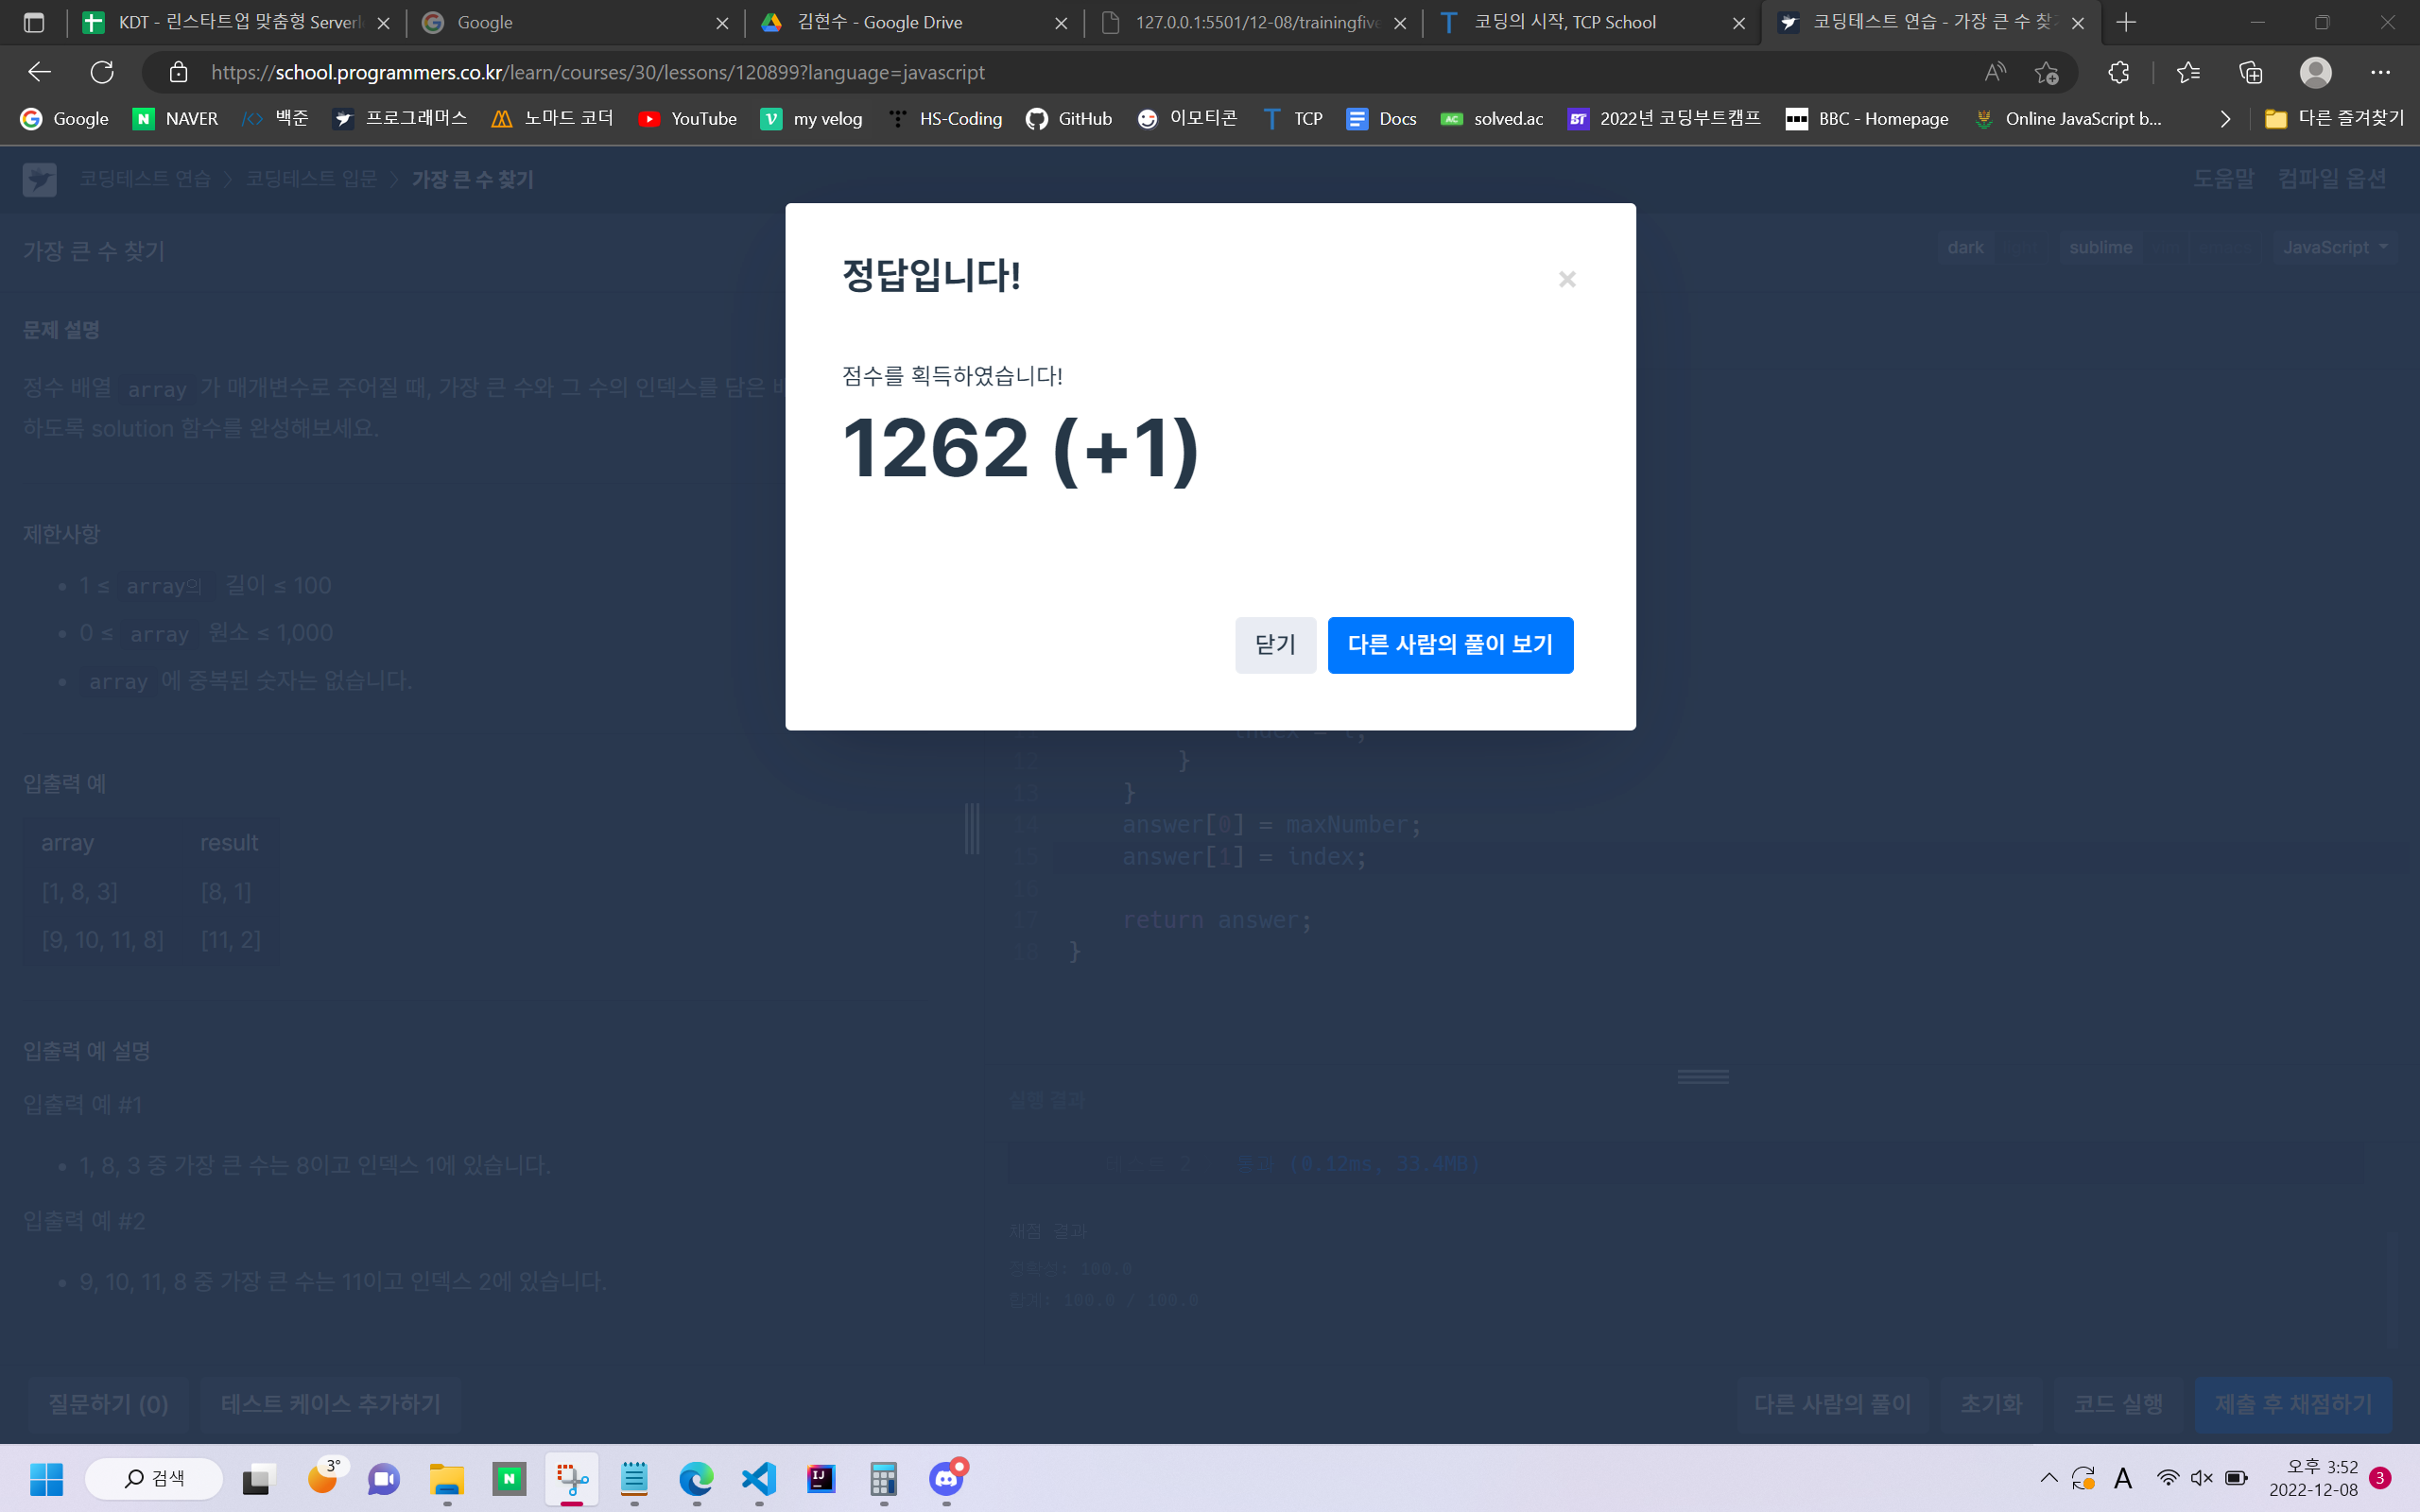 KDT - 린스타트업 맞춤형 Serverl
Google
김현수 - Google Drive
127.0.0.1:5501/12-08/trainingfive
코딩의 시작, TCP School
코딩테스트 연습 - 가장 큰 수 찾
https://school.programmers.co.kr/learn/courses/30/lessons/120899?language=javascript
Google
NAVER
백준
프로그래머스
노마드 코더
YouTube
my velog
HS-Coding
GitHub
이모티콘
TCP
Docs
solved.ac
2022년 코딩부트캠프
BBC - Homepage
Online JavaScript b...
다른 즐겨찾기
코딩테스트 연습 > 코딩테스트 입문 > 가장 큰 수 찾기
도움말 컴파일 옵션
가장 큰 수 찾기
dark
sublime
JavaScript
문제 설명
정수 배열 array 가 매개변수로 주어질 때, 가장 큰 수와 그 수의 인덱스를 담은
하도록 solution 함수를 완성해보세요.
제한사항
• 1 ≤ array의 길이 ≤ 100
• 0 ≤ array 원소 ≤ 1,000
• array 에 중복된 숫자는 없습니다.
입출력 예
array result
[1, 8, 3] [8, 1]
[9, 10, 11, 8] [11, 2]
입출력 예 설명
입출력 예 #1
• 1, 8, 3 중 가장 큰 수는 8이고 인덱스 1에 있습니다.
입출력 예 #2
• 9, 10, 11, 8 중 가장 큰 수는 11이고 인덱스 2에 있습니다.
정답입니다!
×
점수를 획득하였습니다!
1262 (+1)
닫기
다른 사람의 풀이 보기
12 }
13 }
14 answer[0] = maxNumber;
15 answer[1] = index;
16
17 return answer;
18 }
실행 결과
통과 (0.12ms, 33.4MB)
채점 결과
정확성: 100.0
합계: 100.0 / 100.0
질문하기 (0)
테스트 케이스 추가하기
다른 사람의 풀이
초기화
코드 실행
제출 후 채점하기
검색
3°
A
오후 3:52
2022-12-08
3